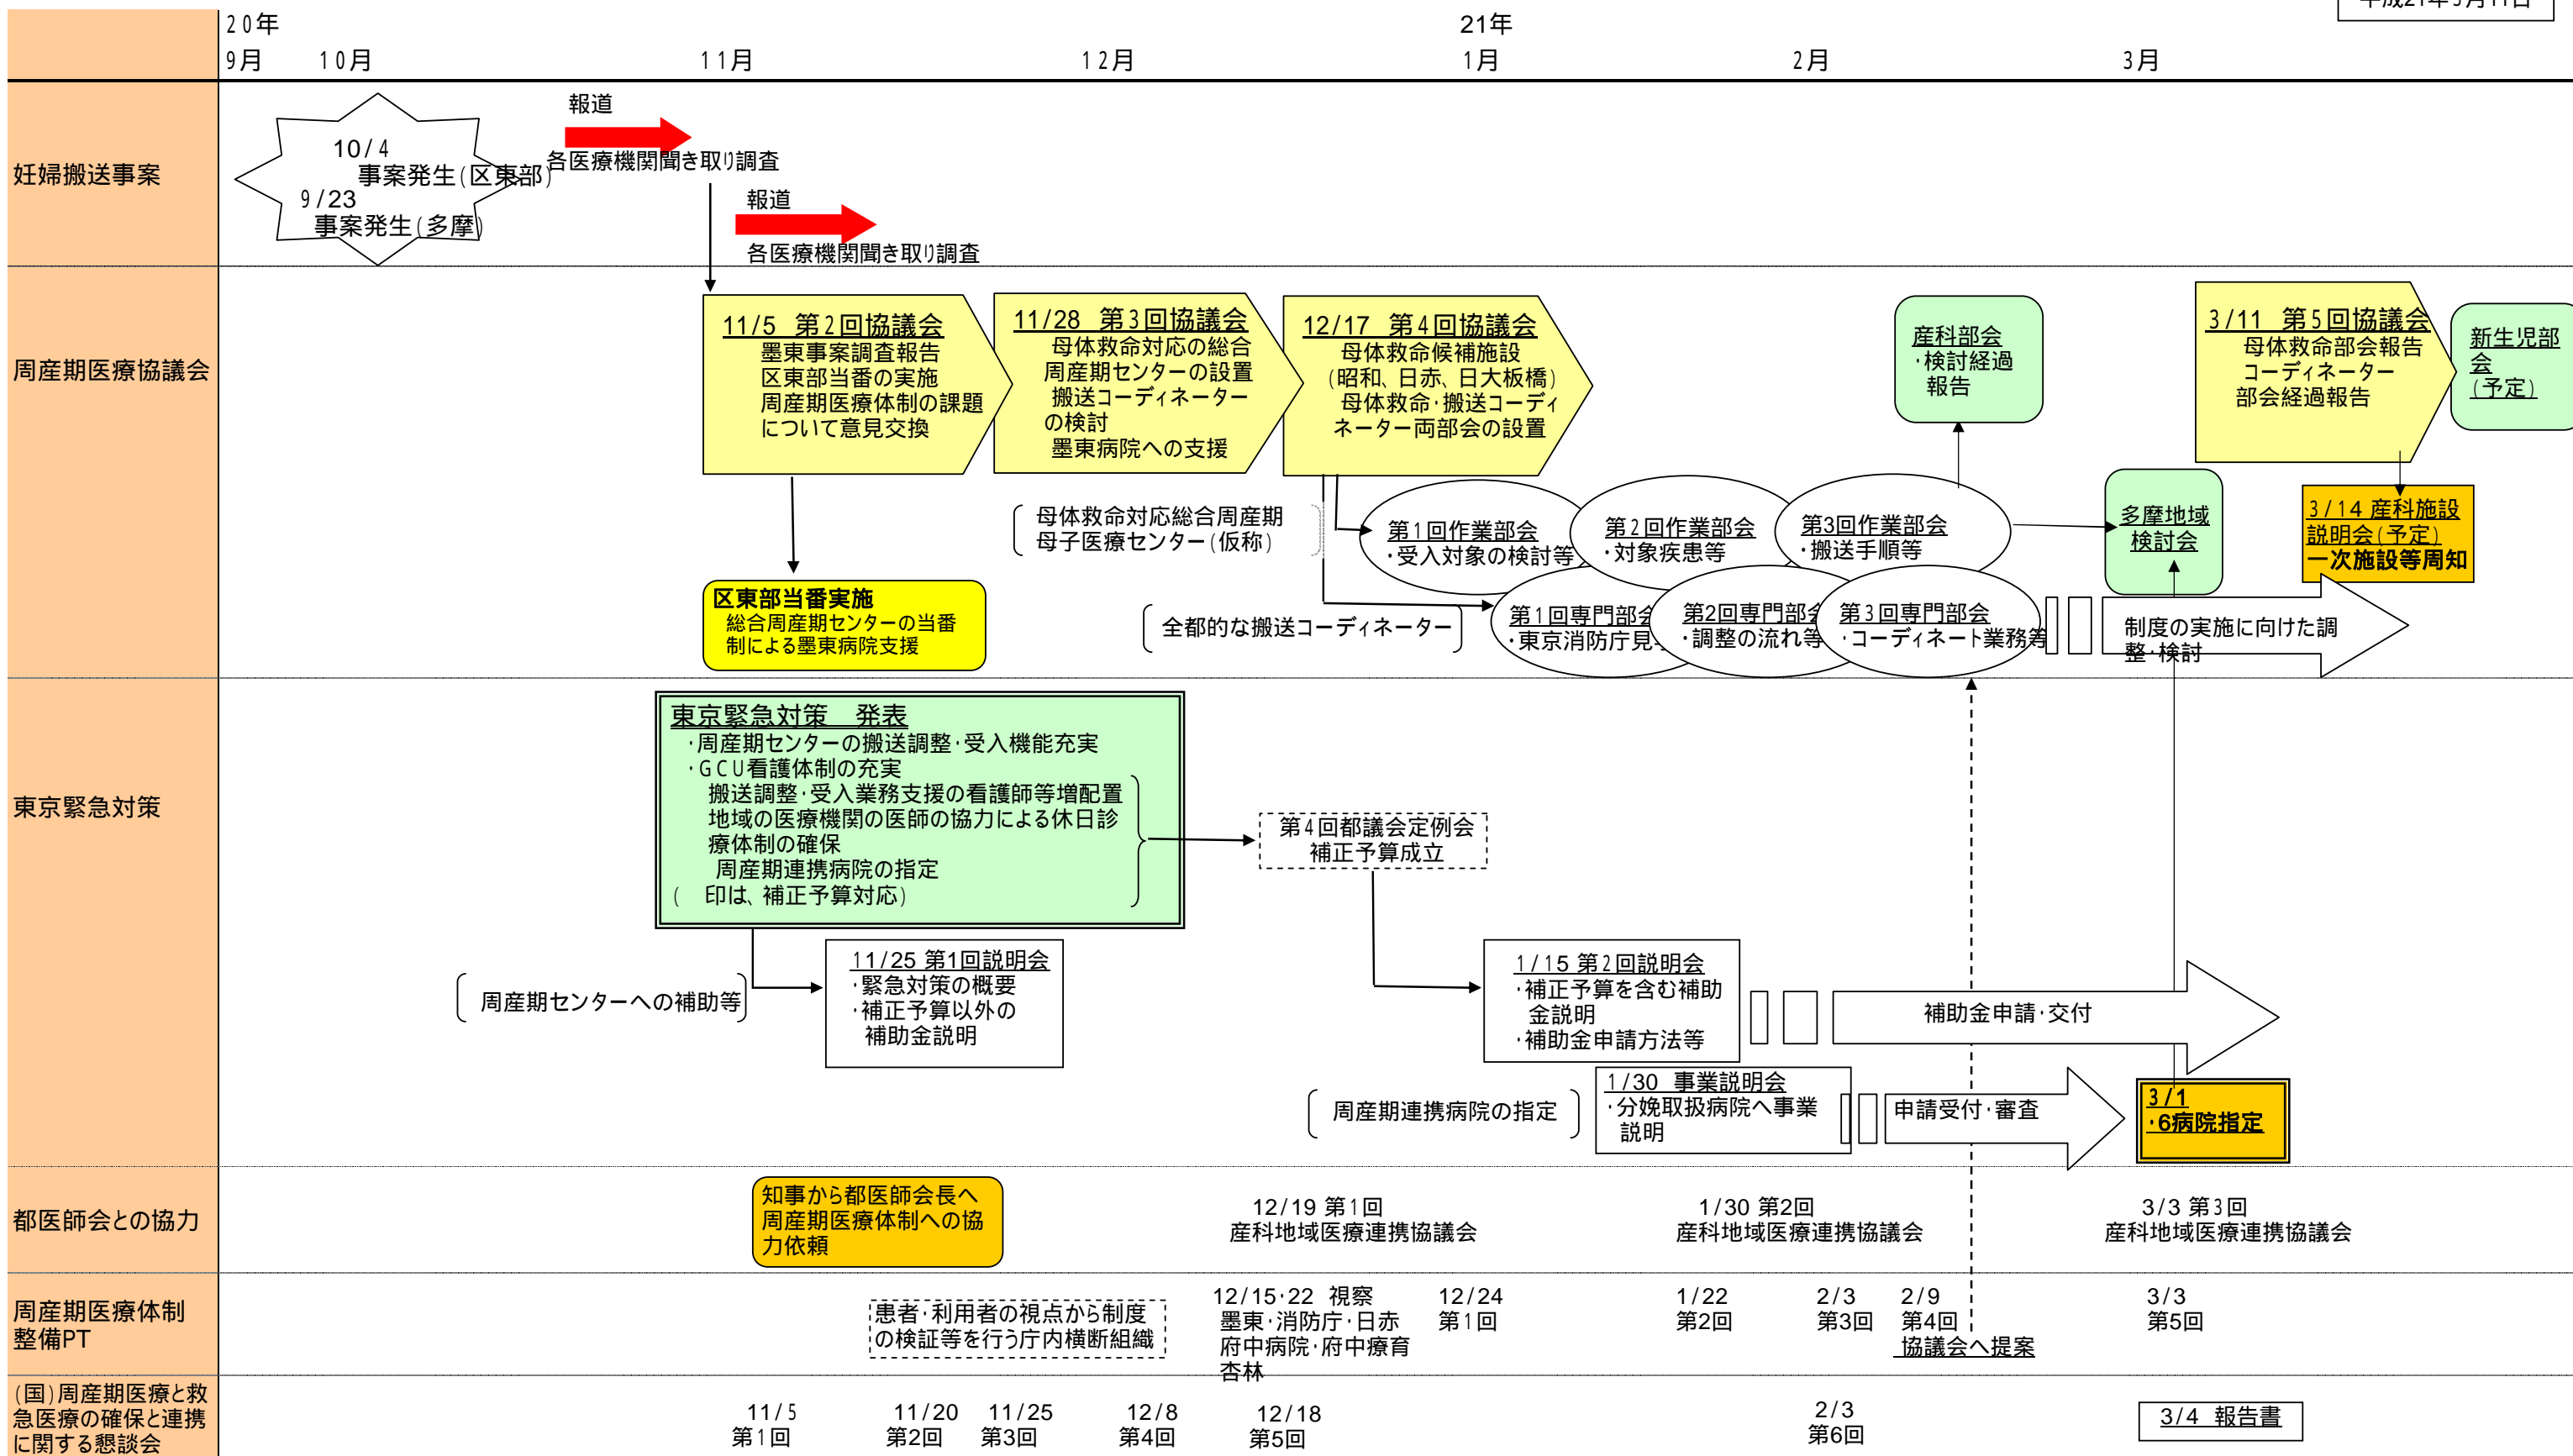 平成21年3月11日
20年
21年
9月
10月
11月
12月
1月
2月
3月
妊婦搬送事案
10/4
事案発生(区東部)
9/23
事案発生(多摩)
報道
各医療機関聞き取り調査
報道
各医療機関聞き取り調査
周産期医療協議会
11/5 第2回協議会
墨東事案調査報告
区東部当番の実施
周産期医療体制の課題
について意見交換
11/28 第3回協議会
母体救命対応の総合
周産期センターの設置
搬送コーディネーター
の検討
墨東病院への支援
12/17 第4回協議会
母体救命候補施設
(昭和、日赤、日大板橋)
母体救命・搬送コーディ
ネーター両部会の設置
産科部会
・検討経過
報告
3/11 第5回協議会
母体救命部会報告
コーディネーター
部会経過報告
新生児部
会
(予定)
区東部当番実施
総合周産期センターの当番
制による墨東病院支援
母体救命対応総合周産期
母子医療センター(仮称)
第1回作業部会
・受入対象の検討等
第2回作業部会
・対象疾患等
第3回作業部会
・搬送手順等
多摩地域
検討会
3/14 産科施設
説明会(予定)
一次施設等周知
全都的な搬送コーディネーター
第1回専門部会
・東京消防庁見
第2回専門部会
・調整の流れ等
第3回専門部会
・コーディネート業務等
制度の実施に向けた調
整・検討
東京緊急対策
東京緊急対策 発表
・周産期センターの搬送調整・受入機能充実
・GCU看護体制の充実
搬送調整・受入業務支援の看護師等増配置
地域の医療機関の医師の協力による休日診
療体制の確保
周産期連携病院の指定
( 印は、補正予算対応)
第4回都議会定例会
補正予算成立
周産期センターへの補助等
11/25 第1回説明会
・緊急対策の概要
・補正予算以外の
補助金説明
1/15 第2回説明会
・補正予算を含む補助
金説明
・補助金申請方法等
補助金申請・交付
周産期連携病院の指定
1/30 事業説明会
・分娩取扱病院へ事業
説明
申請受付・審査
3/1
・6病院指定
都医師会との協力
知事から都医師会長へ
周産期医療体制への協
力依頼
12/19 第1回
産科地域医療連携協議会
1/30 第2回
産科地域医療連携協議会
3/3 第3回
産科地域医療連携協議会
周産期医療体制
整備PT
患者・利用者の視点から制度
の検証等を行う庁内横断組織
12/15・22 視察
墨東・消防庁・日赤
府中病院・府中療育
杏林
12/24
第1回
1/22
第2回
2/3
第3回
2/9
第4回
協議会へ提案
3/3
第5回
(国)周産期医療と救
急医療の確保と連携
に関する懇談会
11/5
第1回
11/20
第2回
11/25
第3回
12/8
第4回
12/18
第5回
2/3
第6回
3/4 報告書